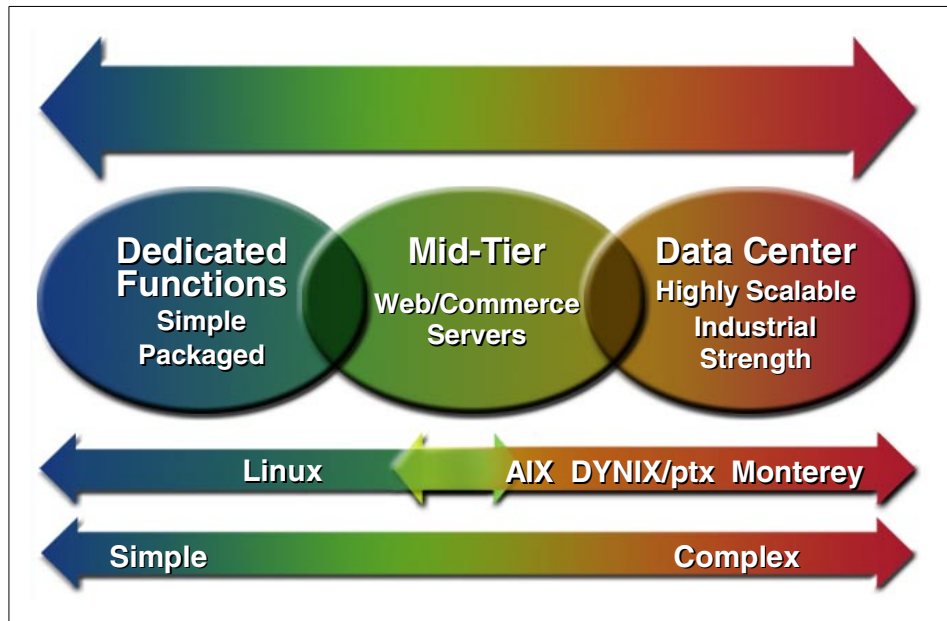 Dedicated
Functions
Simple
Packaged
Mid-Tier
Web/Commerce
Servers
Data Center
Highly Scalable
Industrial
Strength
Linux
AIX DYNIX/ptx Monterey
Simple
Complex